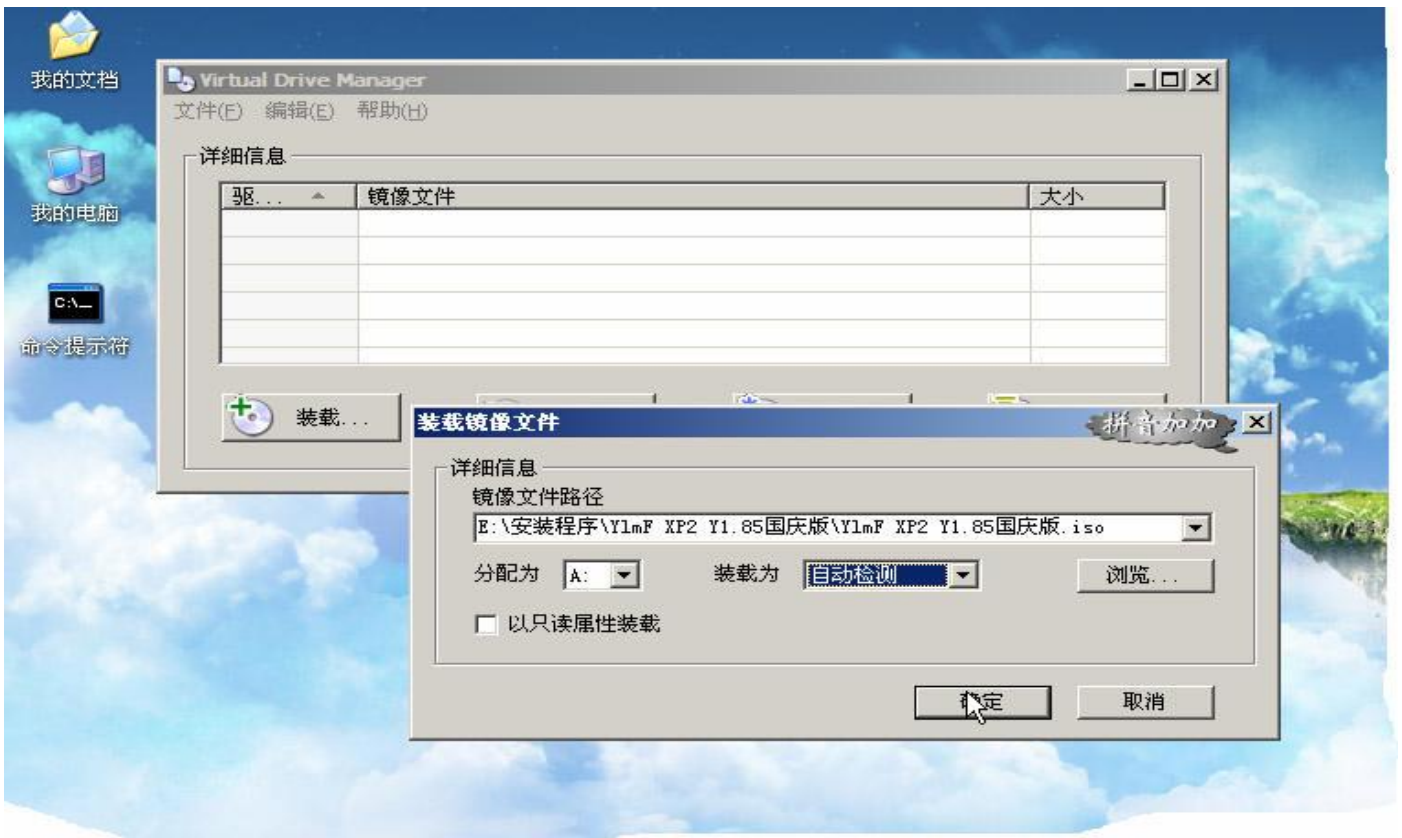 我的文档
我的电脑
C:\_
命令提示符
Virtual Drive Manager
文件(F) 编辑(E) 帮助(H)
详细信息
驱... 镜像文件 大小
装载...
装载镜像文件
拼音加加
详细信息
镜像文件路径
E:\安装程序\YlmF XP2 Y1.85国庆版\YlmF XP2 Y1.85国庆版.iso
分配为 A: 装载为 自动检测 浏览...
以只读属性装载
确定 取消